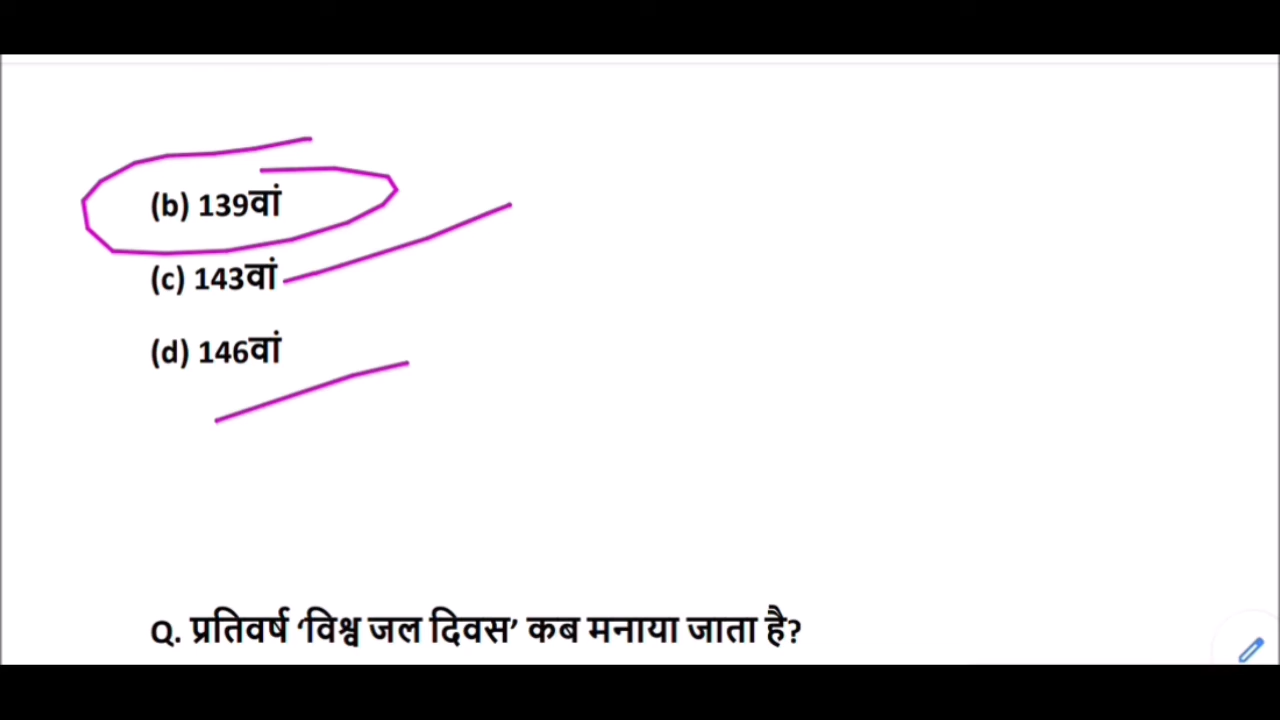 (b) 139वां
(c) 143वां
(d) 146वां
Q. प्रतिवर्ष ‘विश्व जल दिवस’ कब मनाया जाता है?